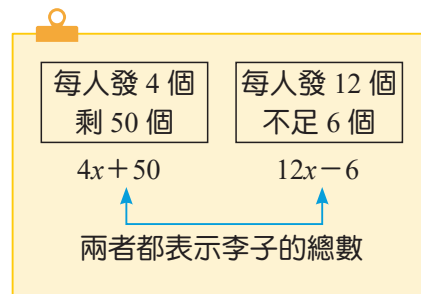 每人發 4 個
剩 50 個
4x＋50
每人發 12 個
不足 6 個
12x－6
兩者都表示李子的總數